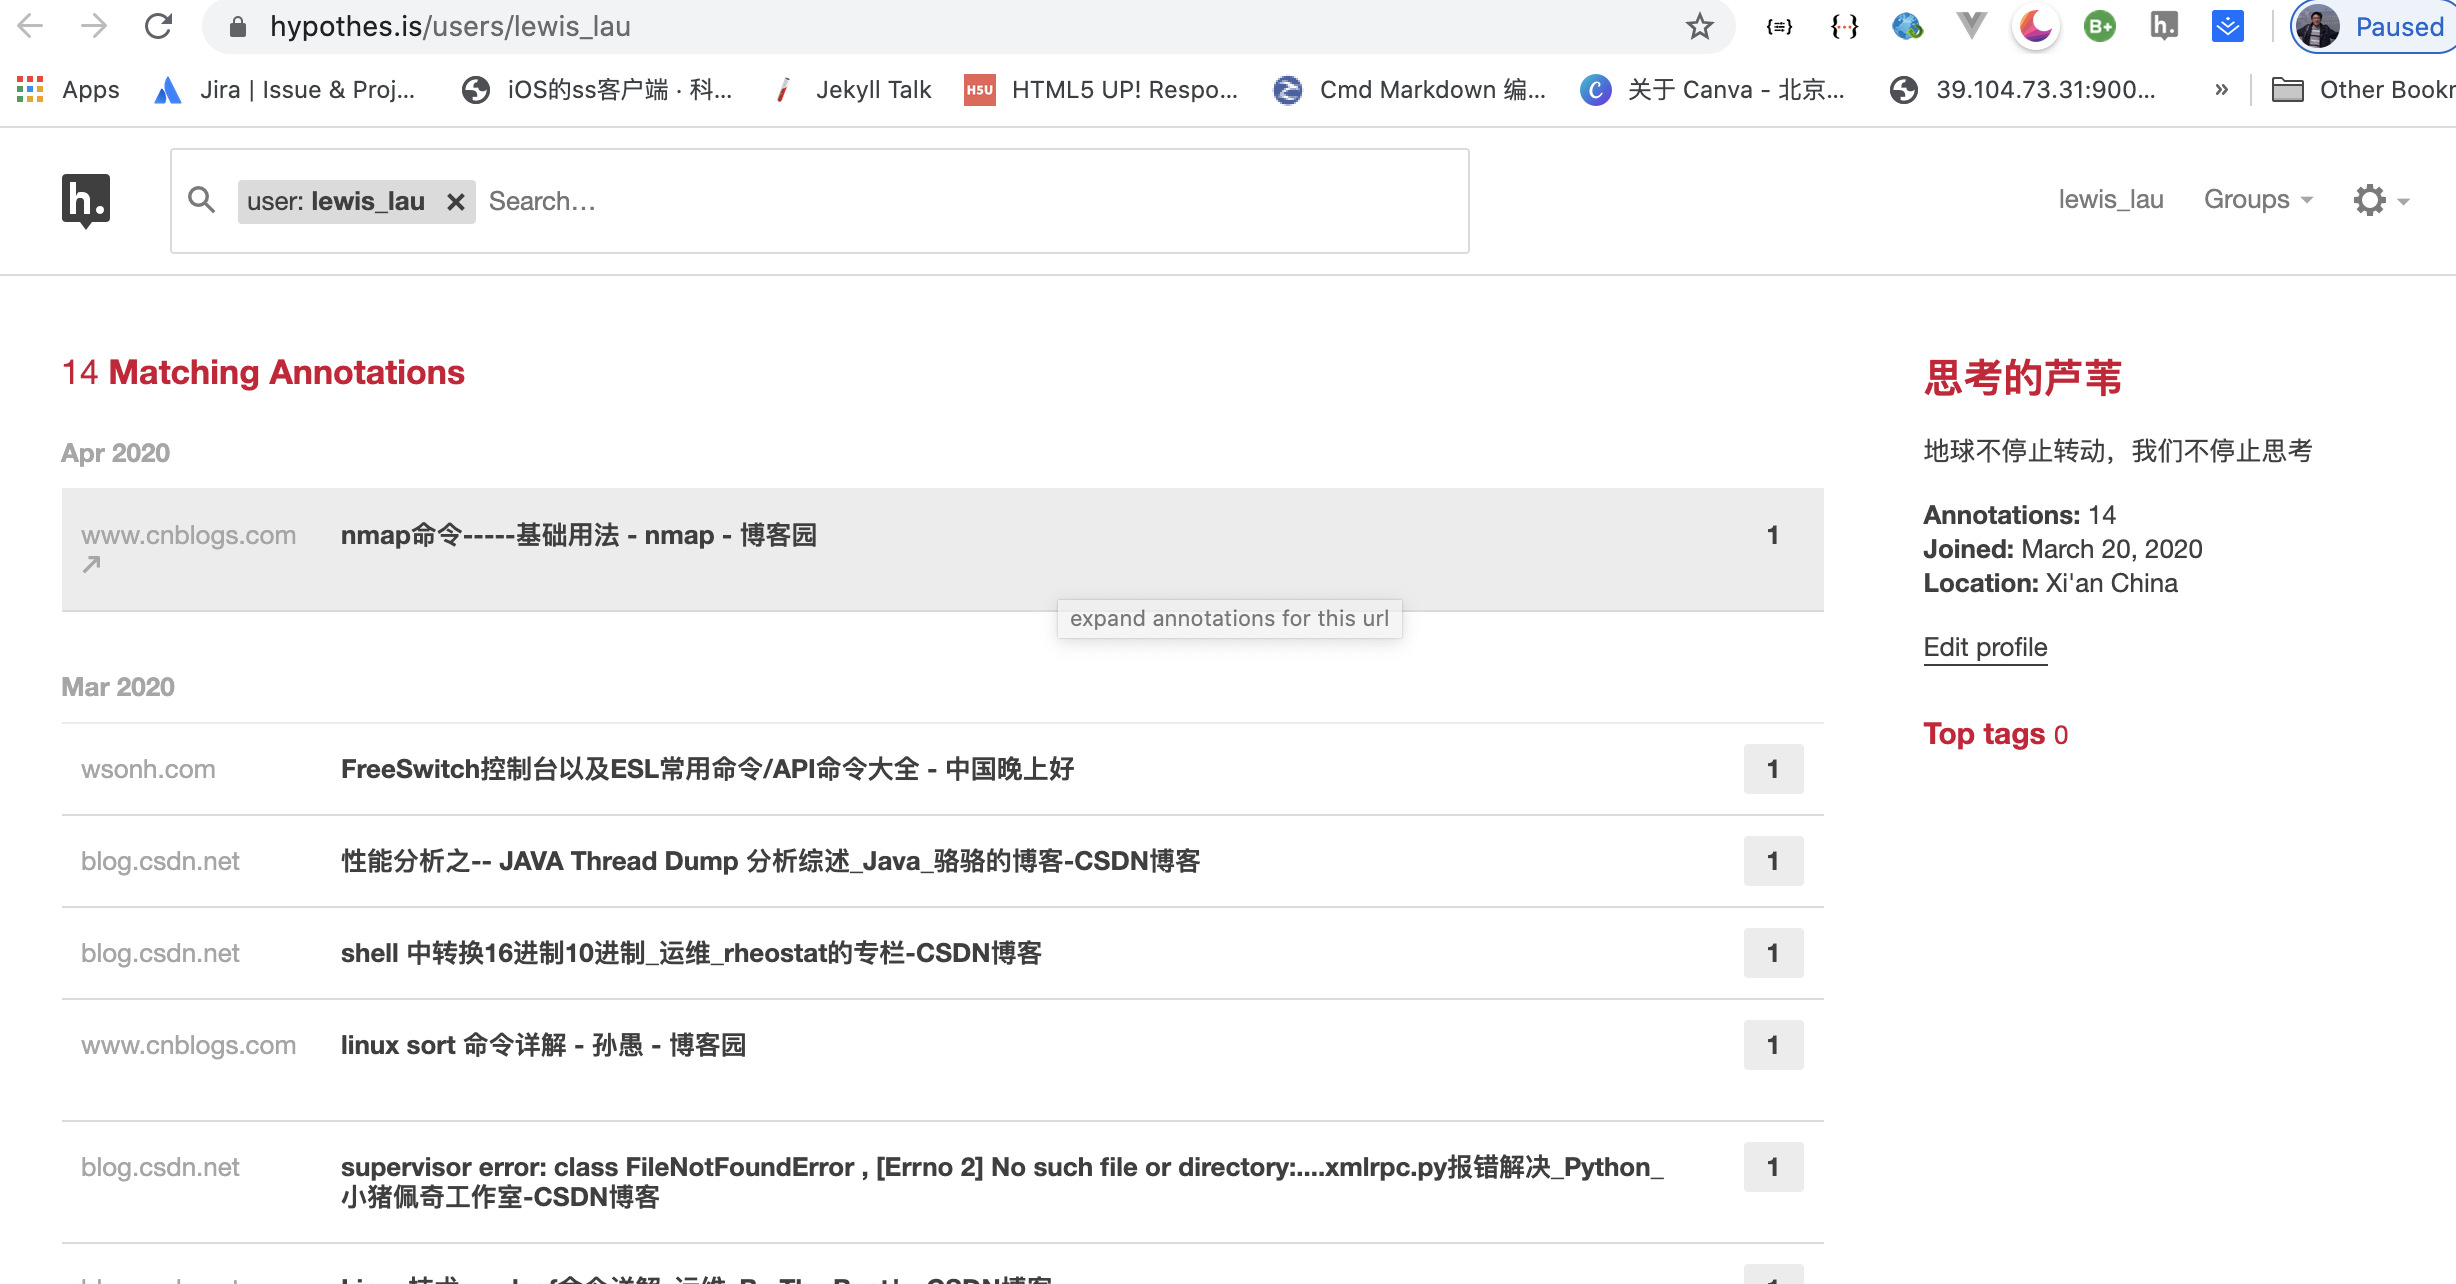 hypothes.is/users/lewis_lau
B+
h.
Paused
Apps
Jira | Issue & Proj...
iOS的ss客户端 · 科...
Jekyll Talk
H5U
HTML5 UP! Respo...
Cmd Markdown 编...
C
关于 Canva - 北京...
39.104.73.31:900...
»
Other Book
h.
user: lewis_lau
Search…
lewis_lau
Groups
14 Matching Annotations
Apr 2020
www.cnblogs.com
nmap命令-----基础用法 - nmap - 博客园
1
expand annotations for this url
Mar 2020
wsonh.com
FreeSwitch控制台以及ESL常用命令/API命令大全 - 中国晚上好
1
blog.csdn.net
性能分析之-- JAVA Thread Dump 分析综述_Java_骆骆的博客-CSDN博客
1
blog.csdn.net
shell 中转换16进制10进制_运维_rheostat的专栏-CSDN博客
1
www.cnblogs.com
linux sort 命令详解 - 孙愚 - 博客园
1
blog.csdn.net
supervisor error: class FileNotFoundError , [Errno 2] No such file or directory:....xmlrpc.py报错解决_Python_
小猪佩奇工作室-CSDN博客
1
思考的芦苇
地球不停止转动，我们不停止思考
Annotations: 14
Joined: March 20, 2020
Location: Xi'an China
Edit profile
Top tags 0